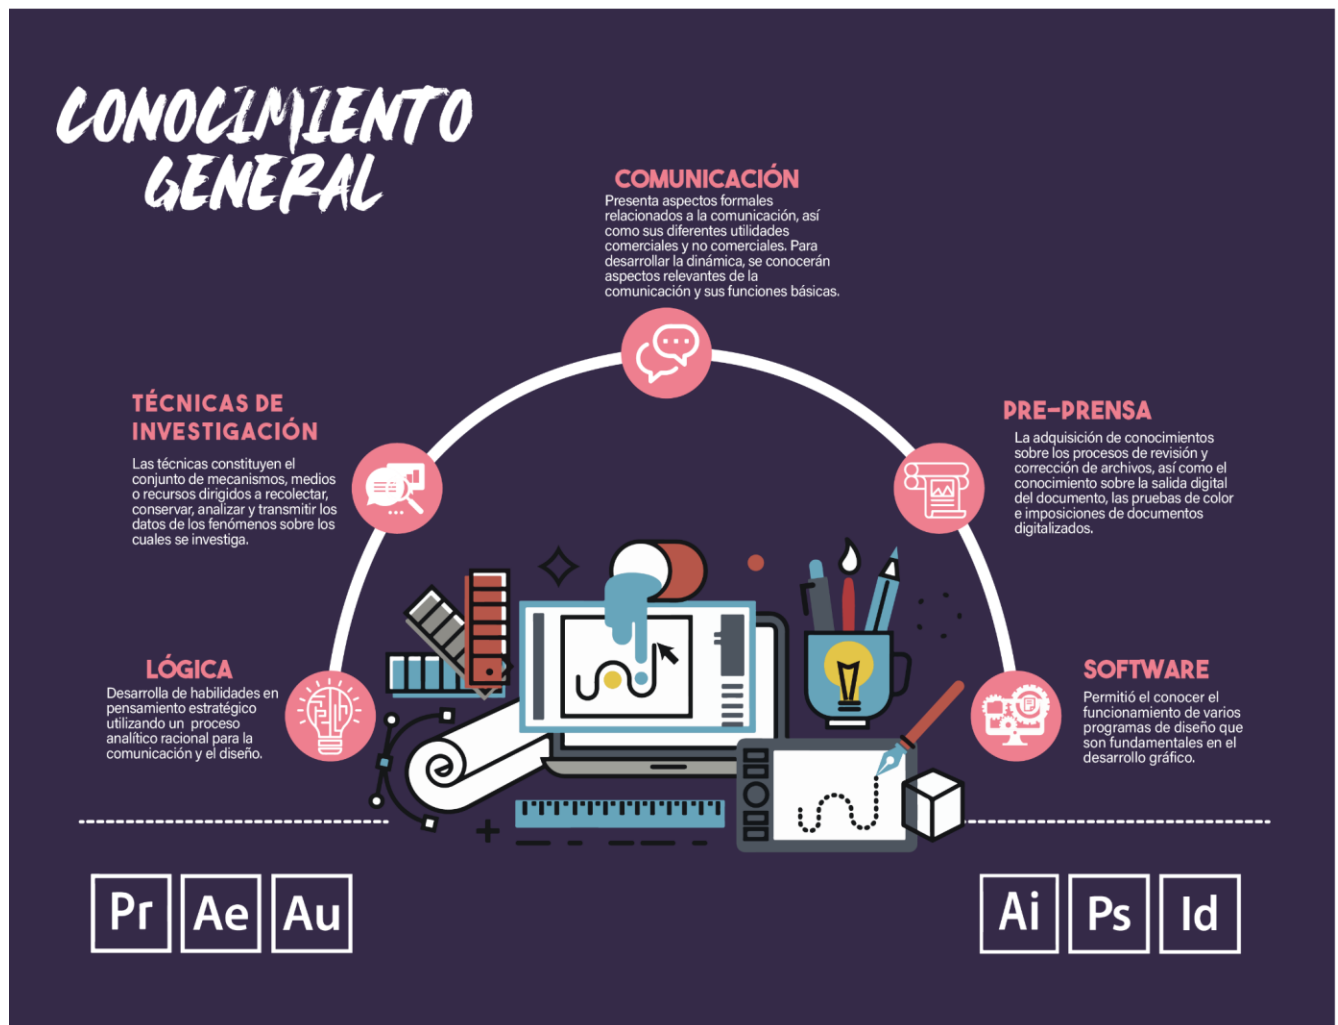 CONOCIMIENTO
GENERAL
COMUNICACIÓN
Presenta aspectos formales
relacionados a la comunicación, así
como sus diferentes utilidades
comerciales y no comerciales. Para
desarrollar la dinámica, se conocerán
aspectos relevantes de la
comunicación y sus funciones básicas.
TÉCNICAS DE
INVESTIGACIÓN
Las técnicas constituyen el
conjunto de mecanismos, medios
o recursos dirigidos a recolectar,
conservar, analizar y transmitir los
datos de los fenómenos sobre los
cuales se investiga.
PRE-PRENSA
La adquisición de conocimientos
sobre los procesos de revisión y
corrección de archivos, así como el
conocimiento sobre la salida digital
del documento, las pruebas de color
e imposiciones de documentos
digitalizados.
LÓGICA
Desarrolla de habilidades en
pensamiento estratégico
utilizando un proceso
analítico racional para la
comunicación y el diseño.
SOFTWARE
Permitió el conocer el
funcionamiento de varios
programas de diseño que
son fundamentales en el
desarrollo gráfico.
Pr Ae Au
Ai Ps Id